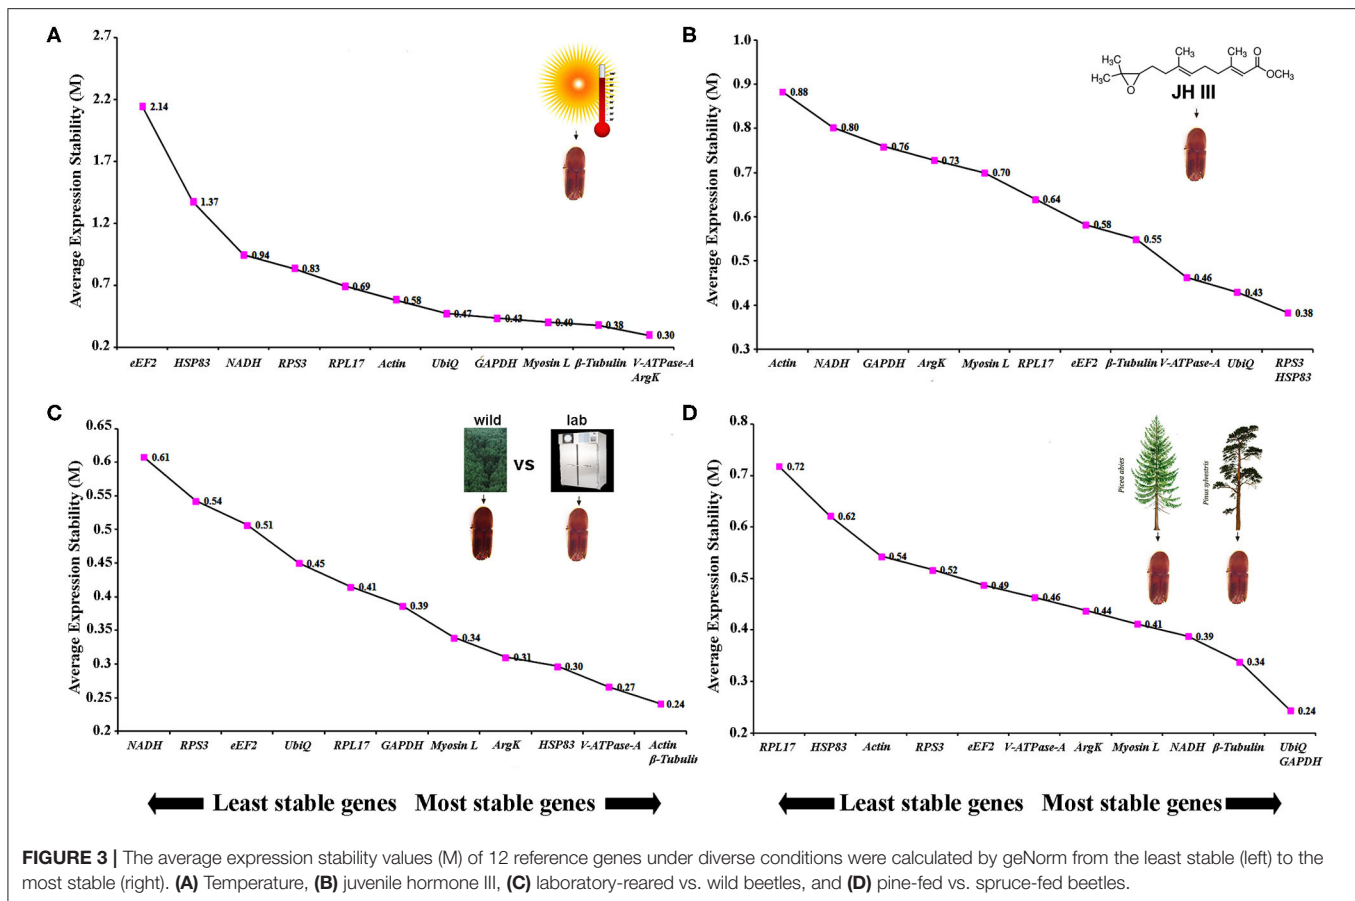 A
Average Expression Stability (M)
2.7
2.2
1.7
1.2
0.7
0.2
2.14
1.37
0.94
0.83
0.69
0.58
0.47
0.43
0.40
0.38
0.30
eEF2 HSP83 NADH RPS3 RPL17 Actin UbiQ GAPDH Myosin L β-Tubulin V-ATPase-A
ArgK
B
Average Expression Stability (M)
1.0
0.9
0.8
0.7
0.6
0.5
0.4
0.3
CH₃ CH₃ O
H₃C
H₃C
O
OCH₃
JH III
0.88
0.80
0.76
0.73
0.70
0.64
0.58
0.55
0.46
0.43
0.38
Actin NADH GAPDH ArgK Myosin L RPL17 eEF2 β-Tubulin V-ATPase-A UbiQ RPS3
HSP83
C
Average Expression Stability (M)
0.65
0.6
0.55
0.5
0.45
0.4
0.35
0.3
0.25
0.2
wild lab
vs
0.61
0.54
0.51
0.45
0.41
0.39
0.34
0.31
0.30
0.27
0.24
NADH RPS3 eEF2 UbiQ RPL17 GAPDH Myosin L ArgK HSP83 V-ATPase-A Actin
β-Tubulin
D
Average Expression Stability (M)
0.8
0.7
0.6
0.5
0.4
0.3
0.2
Picea abies
Pinus sylvestris
0.72
0.62
0.54
0.52
0.49
0.46
0.44
0.41
0.39
0.34
0.24
RPL17 HSP83 Actin RPS3 eEF2 V-ATPase-A ArgK Myosin L NADH β-Tubulin UbiQ
GAPDH
Least stable genes Most stable genes
Least stable genes Most stable genes
FIGURE 3 | The average expression stability values (M) of 12 reference genes under diverse conditions were calculated by geNorm from the least stable (left) to the
most stable (right). (A) Temperature, (B) juvenile hormone III, (C) laboratory-reared vs. wild beetles, and (D) pine-fed vs. spruce-fed beetles.